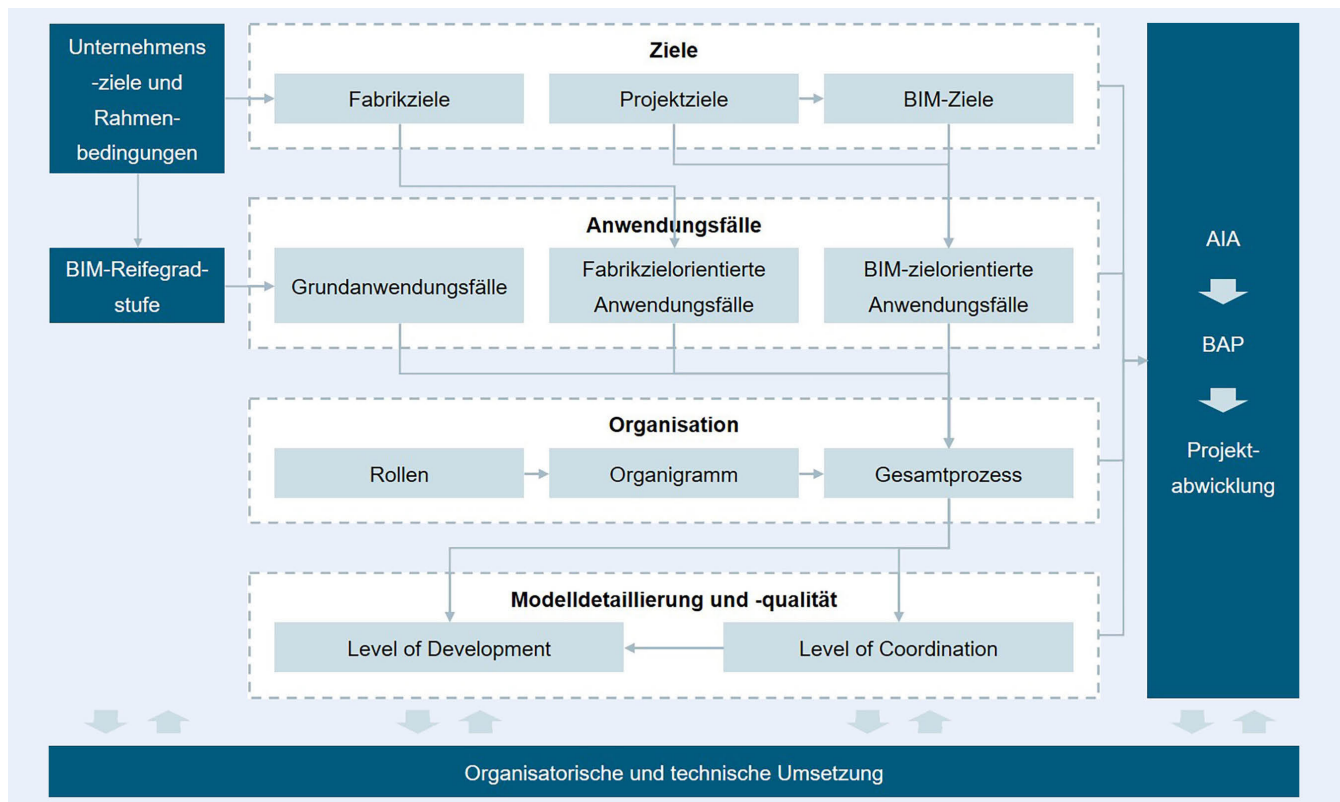 Unternehmens
-ziele und
Rahmen-
bedingungen
Ziele
Fabrikziele
Projektziele
BIM-Ziele
BIM-Reifegrad-
stufe
Anwendungsfälle
Grundanwendungsfälle
Fabrikzielorientierte
Anwendungsfälle
BIM-zielorientierte
Anwendungsfälle
Organisation
Rollen
Organigramm
Gesamtprozess
Modelldetaillierung und -qualität
Level of Development
Level of Coordination
AIA
BAP
Projekt-
abwicklung
Organisatorische und technische Umsetzung